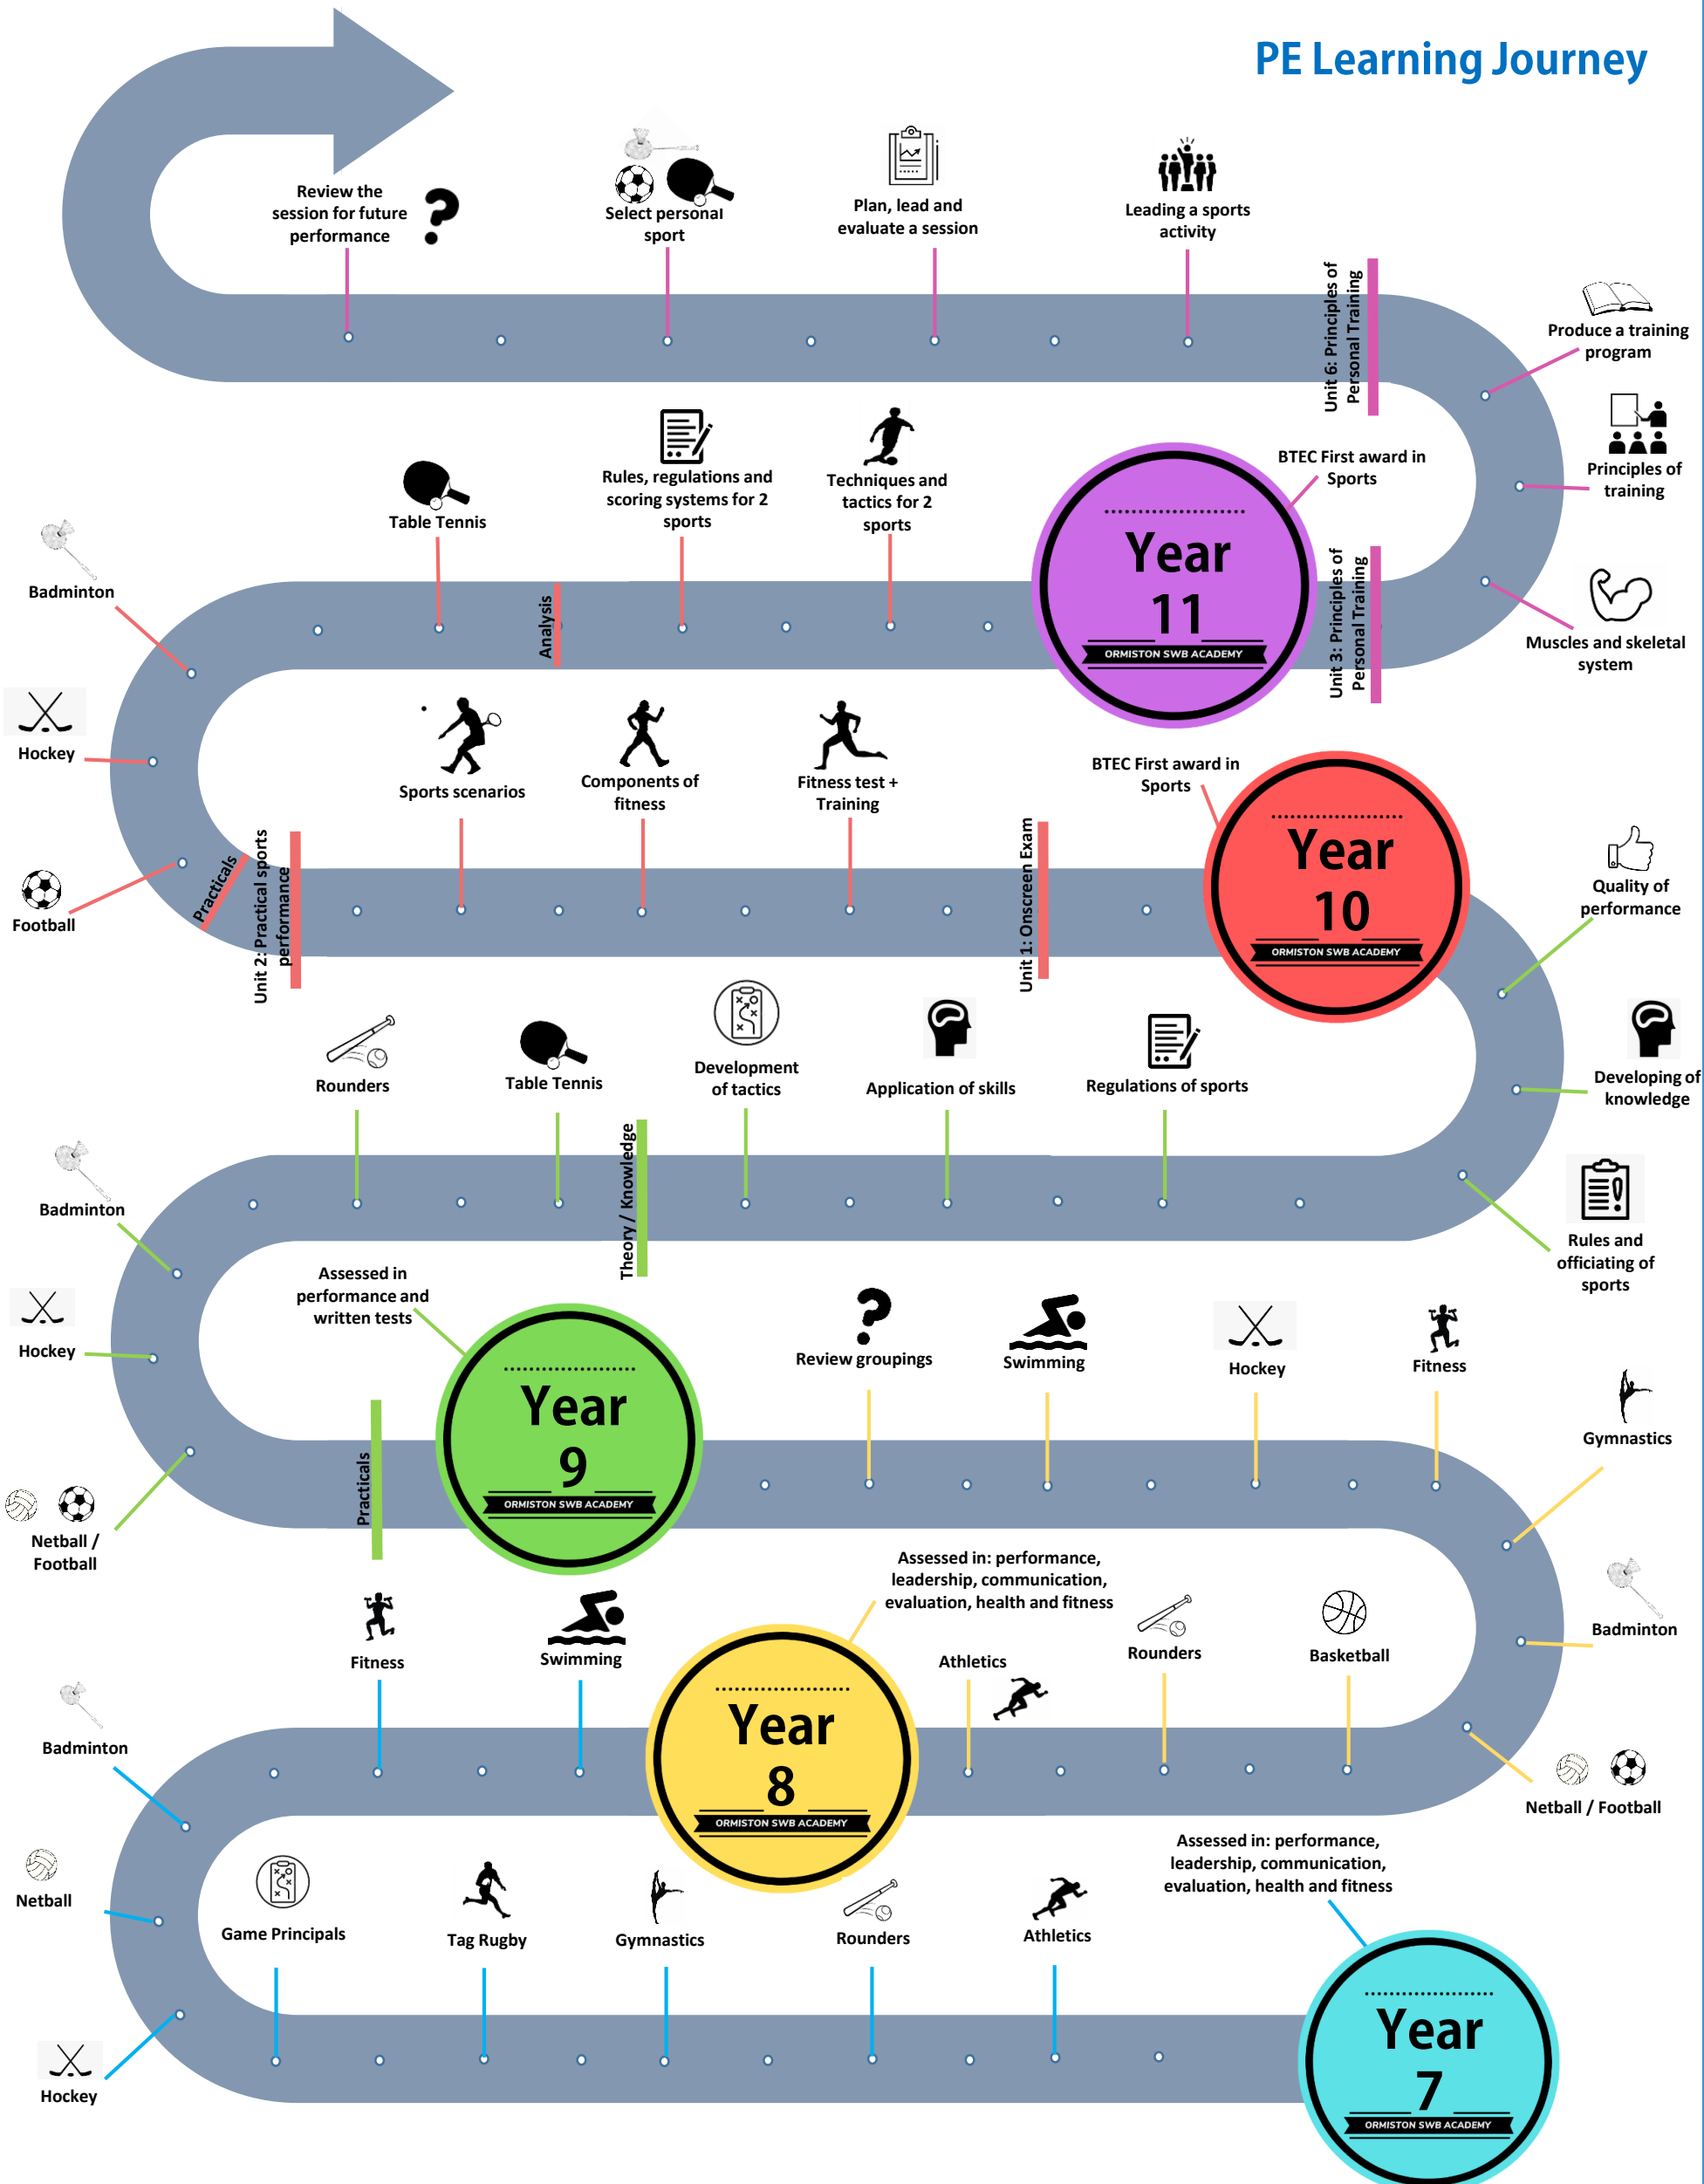 PE Learning Journey
Review the
session for future
performance
Select personal
sport
Plan, lead and
evaluate a session
Leading a sports
activity
Unit 6: Principles of
Personal Training
Produce a training
program
Principles of
training
Muscles and skeletal
system
BTEC First award in
Sports
Unit 3: Principles of
Personal Training
Year
11
ORMISTON SWB ACADEMY
Techniques and
tactics for 2
sports
Rules, regulations and
scoring systems for 2
sports
Analysis
Table Tennis
Badminton
Hockey
Football
Practicals
Unit 2: Practical sports
performance
Sports scenarios
Components of
fitness
Fitness test +
Training
Unit 1: Onscreen Exam
BTEC First award in
Sports
Year
10
ORMISTON SWB ACADEMY
Quality of
performance
Developing of
knowledge
Rules and
officiating of
sports
Regulations of sports
Application of skills
Development
of tactics
Theory / Knowledge
Table Tennis
Rounders
Badminton
Hockey
Netball /
Football
Practicals
Assessed in
performance and
written tests
Year
9
ORMISTON SWB ACADEMY
Review groupings
Swimming
Hockey
Fitness
Gymnastics
Badminton
Netball / Football
Basketball
Rounders
Athletics
Assessed in: performance,
leadership, communication,
evaluation, health and fitness
Year
8
ORMISTON SWB ACADEMY
Swimming
Fitness
Badminton
Netball
Hockey
Game Principals
Tag Rugby
Gymnastics
Rounders
Athletics
Assessed in: performance,
leadership, communication,
evaluation, health and fitness
Year
7
ORMISTON SWB ACADEMY